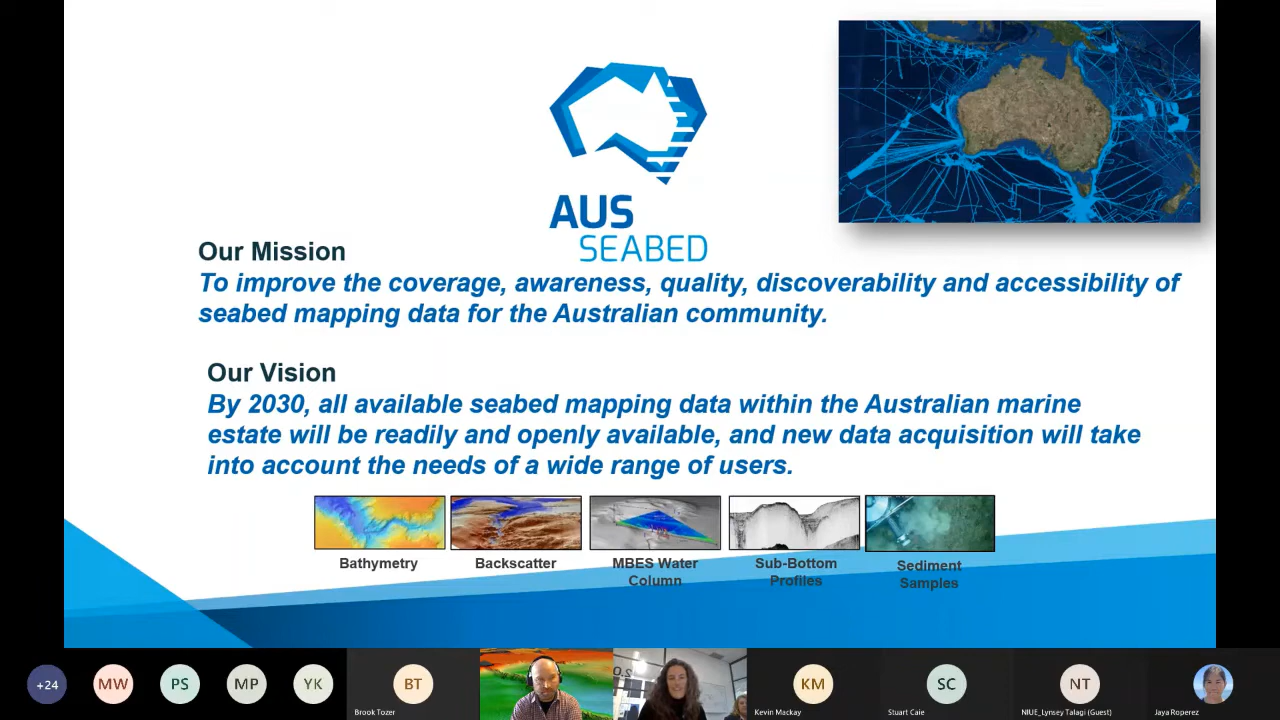 AUS
SEABED
Our Mission
To improve the coverage, awareness, quality, discoverability and accessibility of
seabed mapping data for the Australian community.
Our Vision
By 2030, all available seabed mapping data within the Australian marine
estate will be readily and openly available, and new data acquisition will take
into account the needs of a wide range of users.
Bathymetry
Backscatter
MBES Water
Column
Sub-Bottom
Profiles
Sediment
Samples
+24
MW
PS
MP
YK
BT
Brook Tozer
KM
Kevin Mackay
SC
Stuart Caie
NT
NIUE_Lynsey Talagi (Guest)
Jaya Roperez